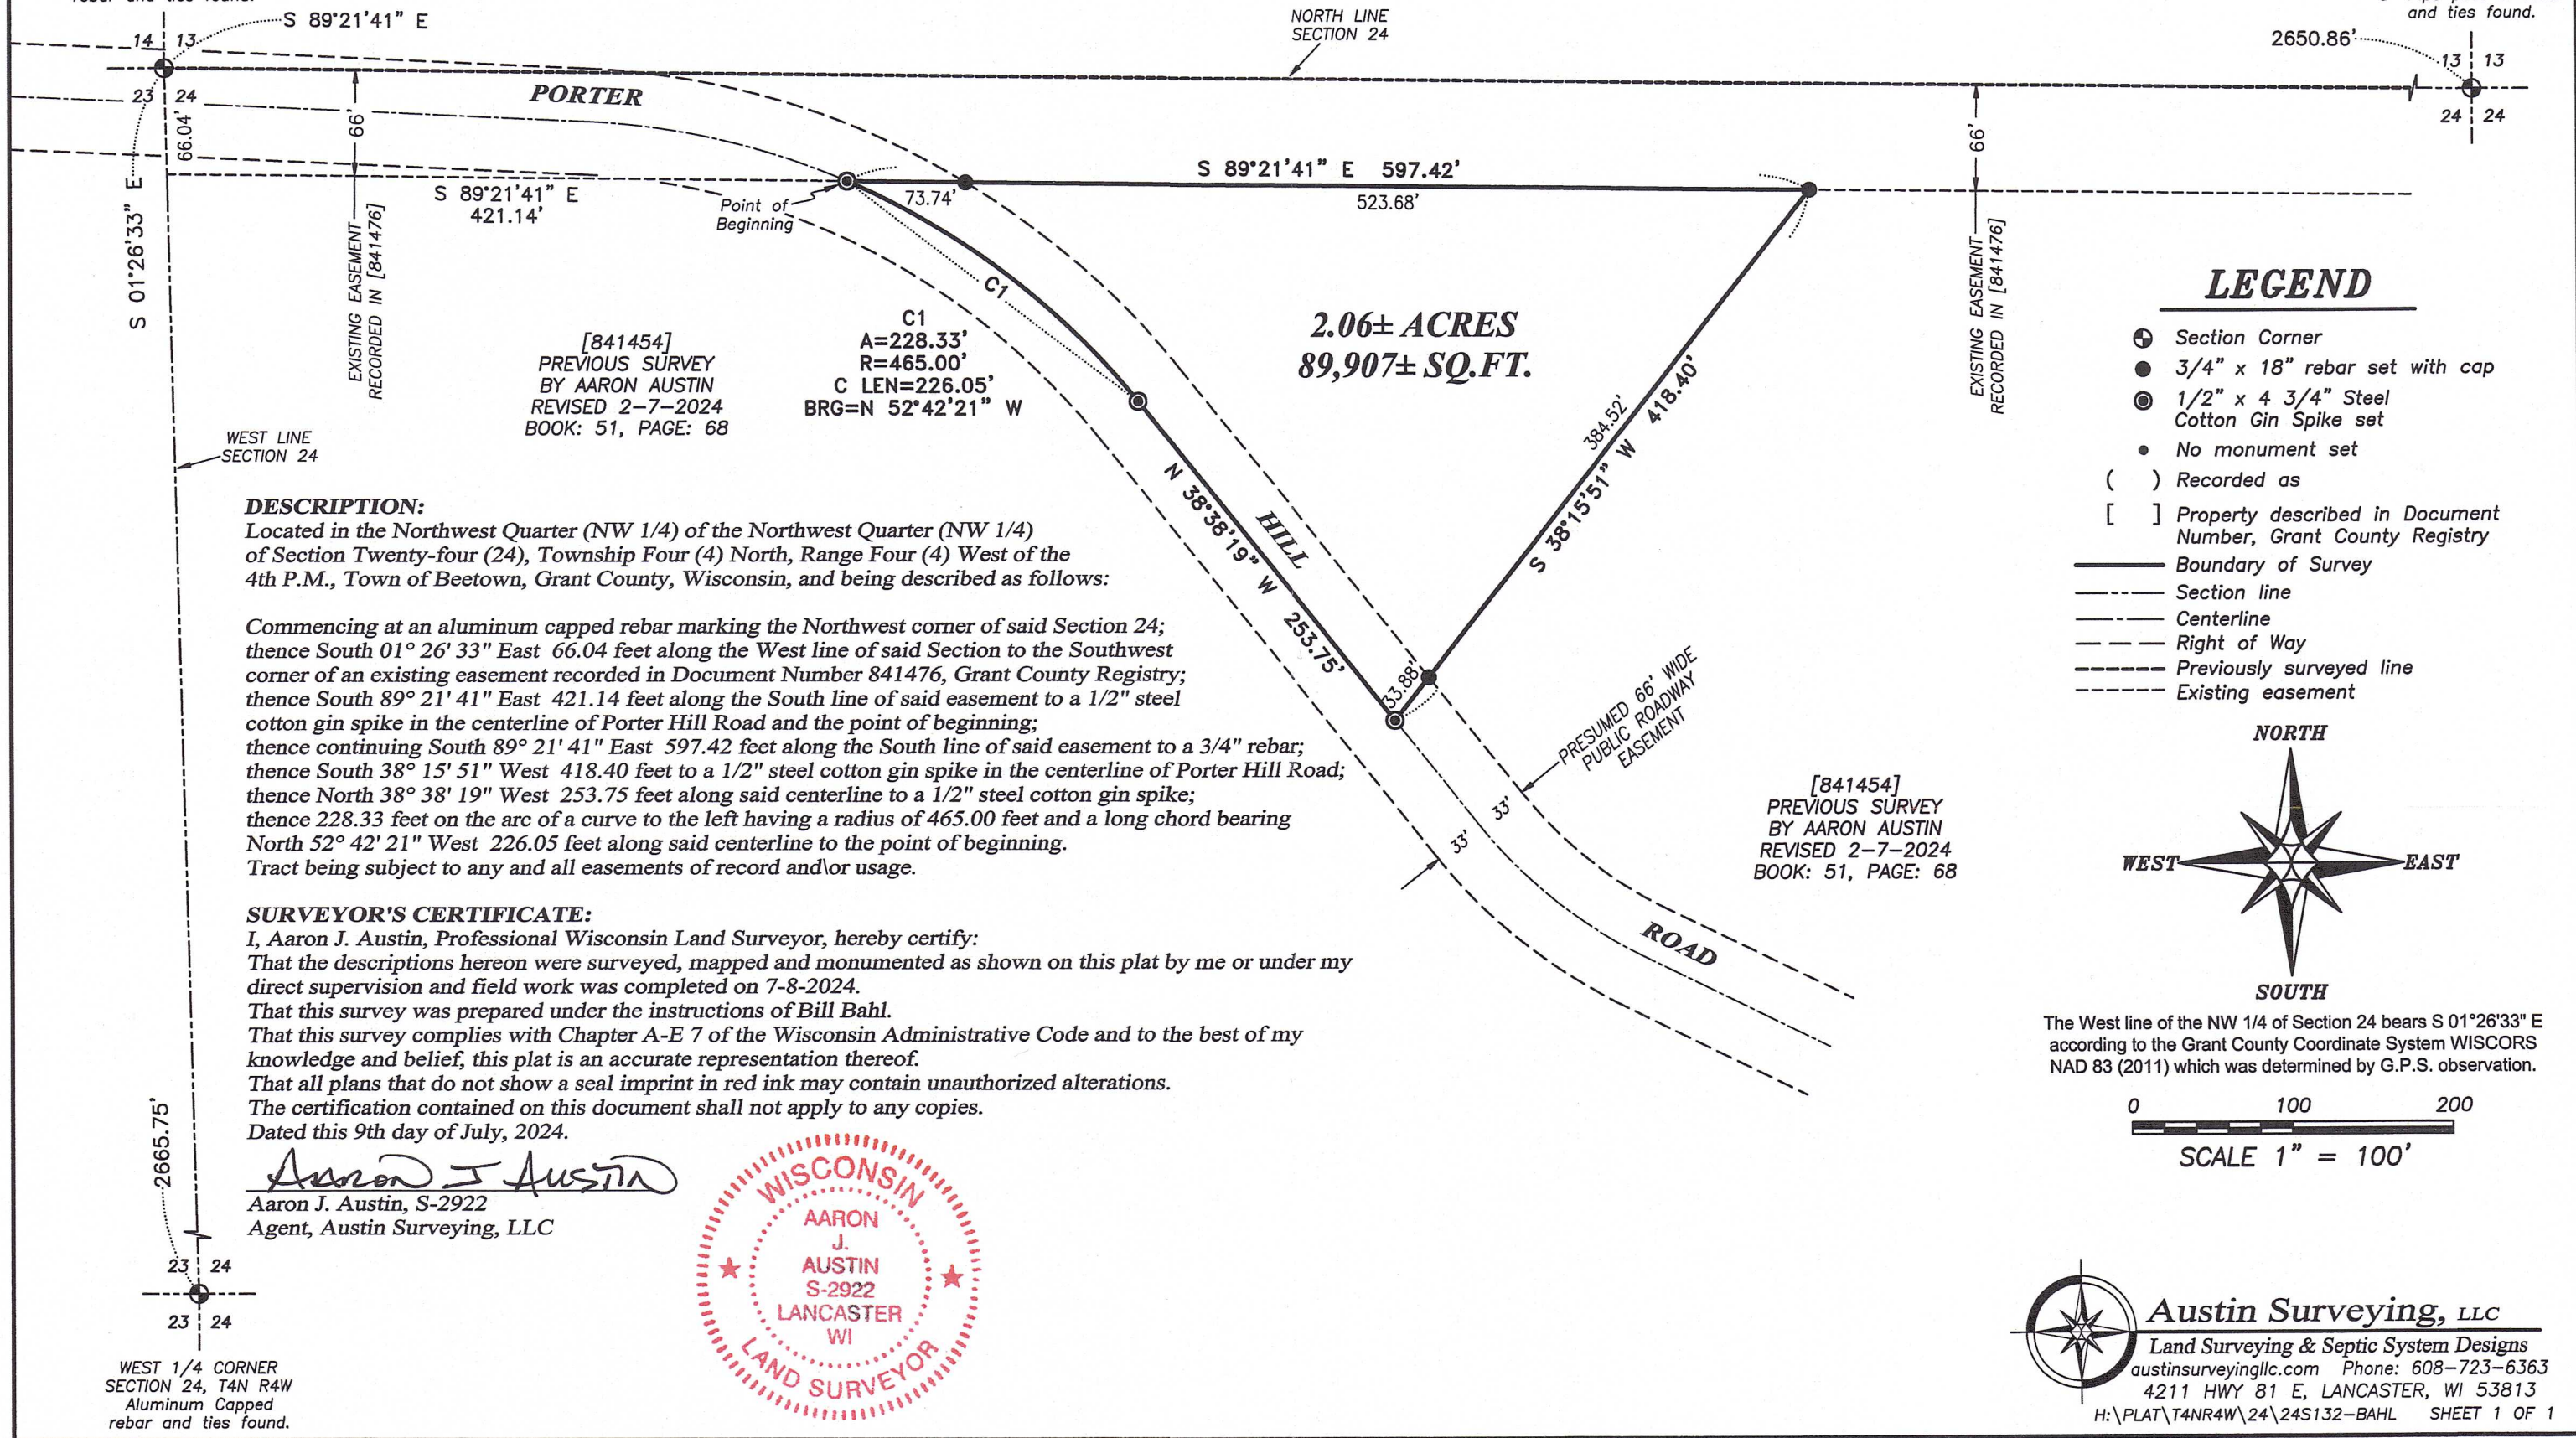 rebar and ties found.
S 89°21'41" E
NORTH LINE
SECTION 24
and ties found.
2650.86'
14 13
13 13
23 24
24 24
PORTER
66.04'
66'
66'
S 89°21'41" E 597.42'
S 89°21'41" E
421.14'
Point of
Beginning
73.74'
523.68'
S 01°26'33" E
EXISTING EASEMENT
RECORDED IN [841476]
EXISTING EASEMENT
RECORDED IN [841476]
C1
[841454]
PREVIOUS SURVEY
BY AARON AUSTIN
REVISED 2-7-2024
BOOK: 51, PAGE: 68
C1
A=228.33'
R=465.00'
C LEN=226.05'
BRG=N 52°42'21" W
2.06± ACRES
89,907± SQ.FT.
384.52'
S 38°15'51" W 418.40'
WEST LINE
SECTION 24
N 38°38'19" W 253.75'
HILL
33.88'
PRESUMED 66' WIDE
PUBLIC ROADWAY
EASEMENT
33'
33'
ROAD
[841454]
PREVIOUS SURVEY
BY AARON AUSTIN
REVISED 2-7-2024
BOOK: 51, PAGE: 68
LEGEND
Section Corner
3/4" x 18" rebar set with cap
1/2" x 4 3/4" Steel
Cotton Gin Spike set
No monument set
( ) Recorded as
[ ] Property described in Document
Number, Grant County Registry
Boundary of Survey
Section line
Centerline
Right of Way
Previously surveyed line
Existing easement
NORTH
WEST
EAST
SOUTH
The West line of the NW 1/4 of Section 24 bears S 01°26'33" E
according to the Grant County Coordinate System WISCORS
NAD 83 (2011) which was determined by G.P.S. observation.
0 100 200
SCALE 1" = 100'
DESCRIPTION:
Located in the Northwest Quarter (NW 1/4) of the Northwest Quarter (NW 1/4)
of Section Twenty-four (24), Township Four (4) North, Range Four (4) West of the
4th P.M., Town of Beetown, Grant County, Wisconsin, and being described as follows:
Commencing at an aluminum capped rebar marking the Northwest corner of said Section 24;
thence South 01° 26' 33" East 66.04 feet along the West line of said Section to the Southwest
corner of an existing easement recorded in Document Number 841476, Grant County Registry;
thence South 89° 21' 41" East 421.14 feet along the South line of said easement to a 1/2" steel
cotton gin spike in the centerline of Porter Hill Road and the point of beginning;
thence continuing South 89° 21' 41" East 597.42 feet along the South line of said easement to a 3/4" rebar;
thence South 38° 15' 51" West 418.40 feet to a 1/2" steel cotton gin spike in the centerline of Porter Hill Road;
thence North 38° 38' 19" West 253.75 feet along said centerline to a 1/2" steel cotton gin spike;
thence 228.33 feet on the arc of a curve to the left having a radius of 465.00 feet and a long chord bearing
North 52° 42' 21" West 226.05 feet along said centerline to the point of beginning.
Tract being subject to any and all easements of record and\or usage.
SURVEYOR'S CERTIFICATE:
I, Aaron J. Austin, Professional Wisconsin Land Surveyor, hereby certify:
That the descriptions hereon were surveyed, mapped and monumented as shown on this plat by me or under my
direct supervision and field work was completed on 7-8-2024.
That this survey was prepared under the instructions of Bill Bahl.
That this survey complies with Chapter A-E 7 of the Wisconsin Administrative Code and to the best of my
knowledge and belief, this plat is an accurate representation thereof.
That all plans that do not show a seal imprint in red ink may contain unauthorized alterations.
The certification contained on this document shall not apply to any copies.
Dated this 9th day of July, 2024.
AARON J AUSTIN
Aaron J. Austin, S-2922
Agent, Austin Surveying, LLC
WISCONSIN
AARON
J.
AUSTIN
S-2922
LANCASTER
WI
LAND SURVEYOR
2665.75'
23 24
23 24
WEST 1/4 CORNER
SECTION 24, T4N R4W
Aluminum Capped
rebar and ties found.
Austin Surveying, LLC
Land Surveying & Septic System Designs
austinsurveyingllc.com Phone: 608-723-6363
4211 HWY 81 E, LANCASTER, WI 53813
H:\PLAT\T4NR4W\24\24S132-BAHL SHEET 1 OF 1